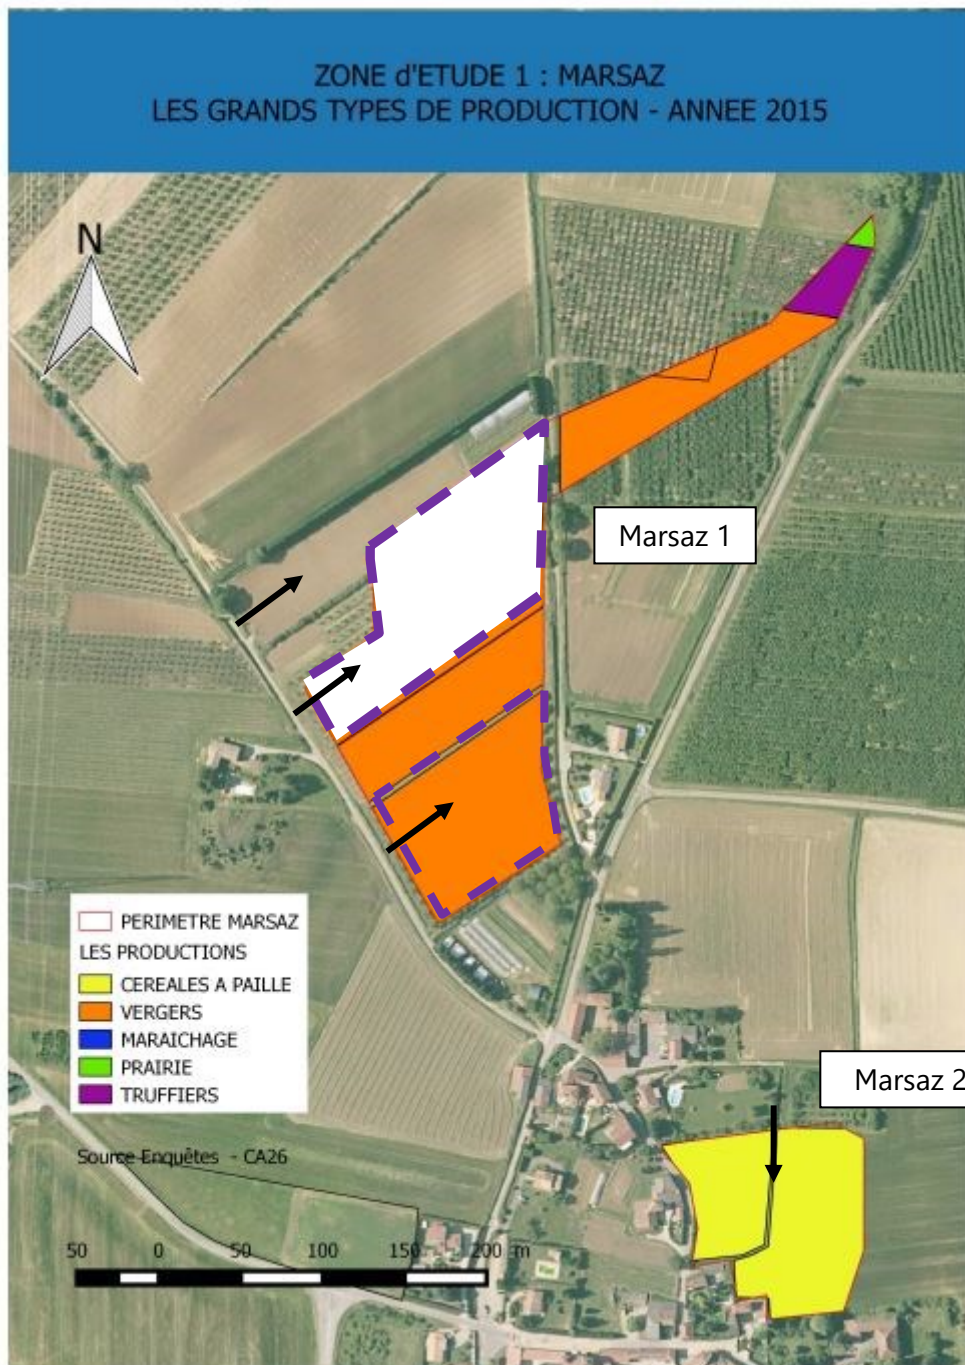 ZONE d'ETUDE 1 : MARSAZ
LES GRANDS TYPES DE PRODUCTION - ANNEE 2015
N
Marsaz 1
PERIMETRE MARSAZ
LES PRODUCTIONS
CEREALES A PAILLE
VERGERS
MARAICHAGE
PRAIRIE
TRUFFIERS
Marsaz 2
Source Enquêtes - CA26
50 0 50 100 150 200 m